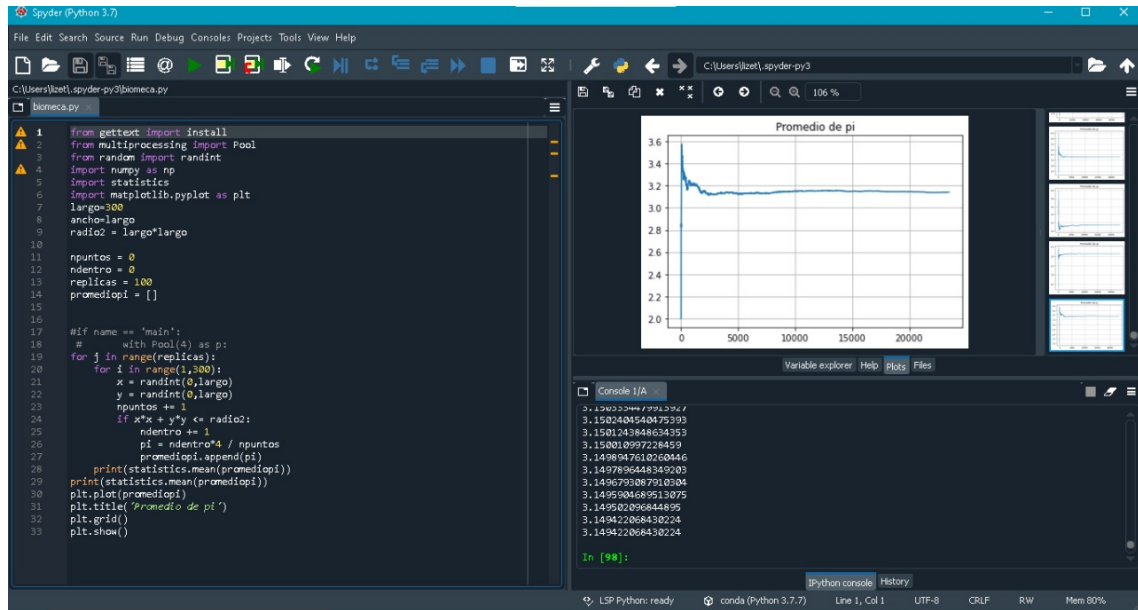 Spyder (Python 3.7)
File Edit Search Source Run Debug Consoles Projects Tools View Help
C:\Users\lizet\.spyder-py3
C:\Users\lizet\.spyder-py3\biomeca.py
biomeca.py
1 from gettext import install
2 from multiprocessing import Pool
3 from random import randint
4 import numpy as np
5 import statistics
6 import matplotlib.pyplot as plt
7 largo=300
8 ancho=largo
9 radio2 = largo*largo
10
11 npuntos = 0
12 ndentro = 0
13 replicas = 100
14 promediopi = []
15
16
17 #if name == 'main':
18 #       with Pool(4) as p:
19 for j in range(replicas):
20     for i in range(1,300):
21         x = randint(0,largo)
22         y = randint(0,largo)
23         npuntos += 1
24         if x*x + y*y <= radio2:
25             ndentro += 1
26             pi = ndentro*4 / npuntos
27             promediopi.append(pi)
28     print(statistics.mean(promediopi))
29 print(statistics.mean(promediopi))
30 plt.plot(promediopi)
31 plt.title('Promedio de pi')
32 plt.grid()
33 plt.show()
106 %
Promedio de pi
3.6
3.4
3.2
3.0
2.8
2.6
2.4
2.2
2.0
0 5000 10000 15000 20000
Variable explorer Help Plots Files
Console 1/A
3.1502404540475393
3.1501243848634353
3.150010997228459
3.1498947610260446
3.1497896448349203
3.1496793087910304
3.1495904689513075
3.149502096844895
3.149422068430224
3.149422068430224
In [98]:
IPython console History
LSP Python: ready conda (Python 3.7.7) Line 1, Col 1 UTF-8 CRLF RW Mem 80%